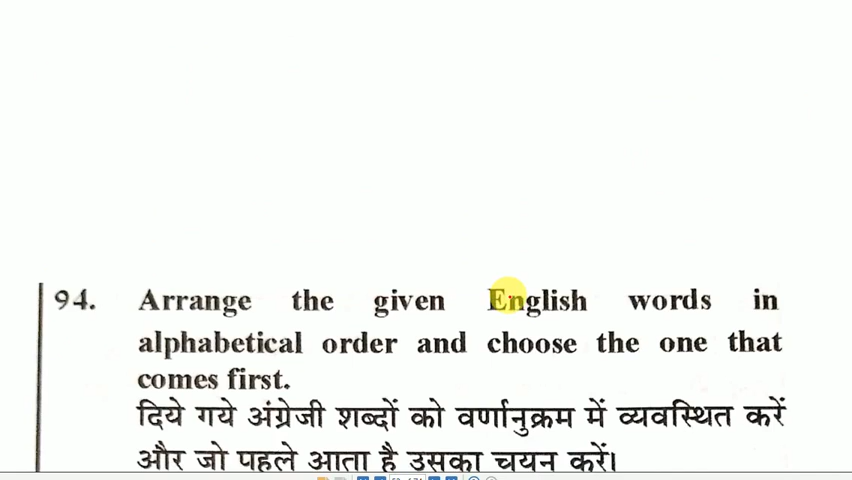 94. Arrange the given English words in
alphabetical order and choose the one that
comes first.
दिये गये अंग्रेजी शब्दों को वर्णानुक्रम में व्यवस्थित करें
और जो पहले आता है उसका चयन करें।